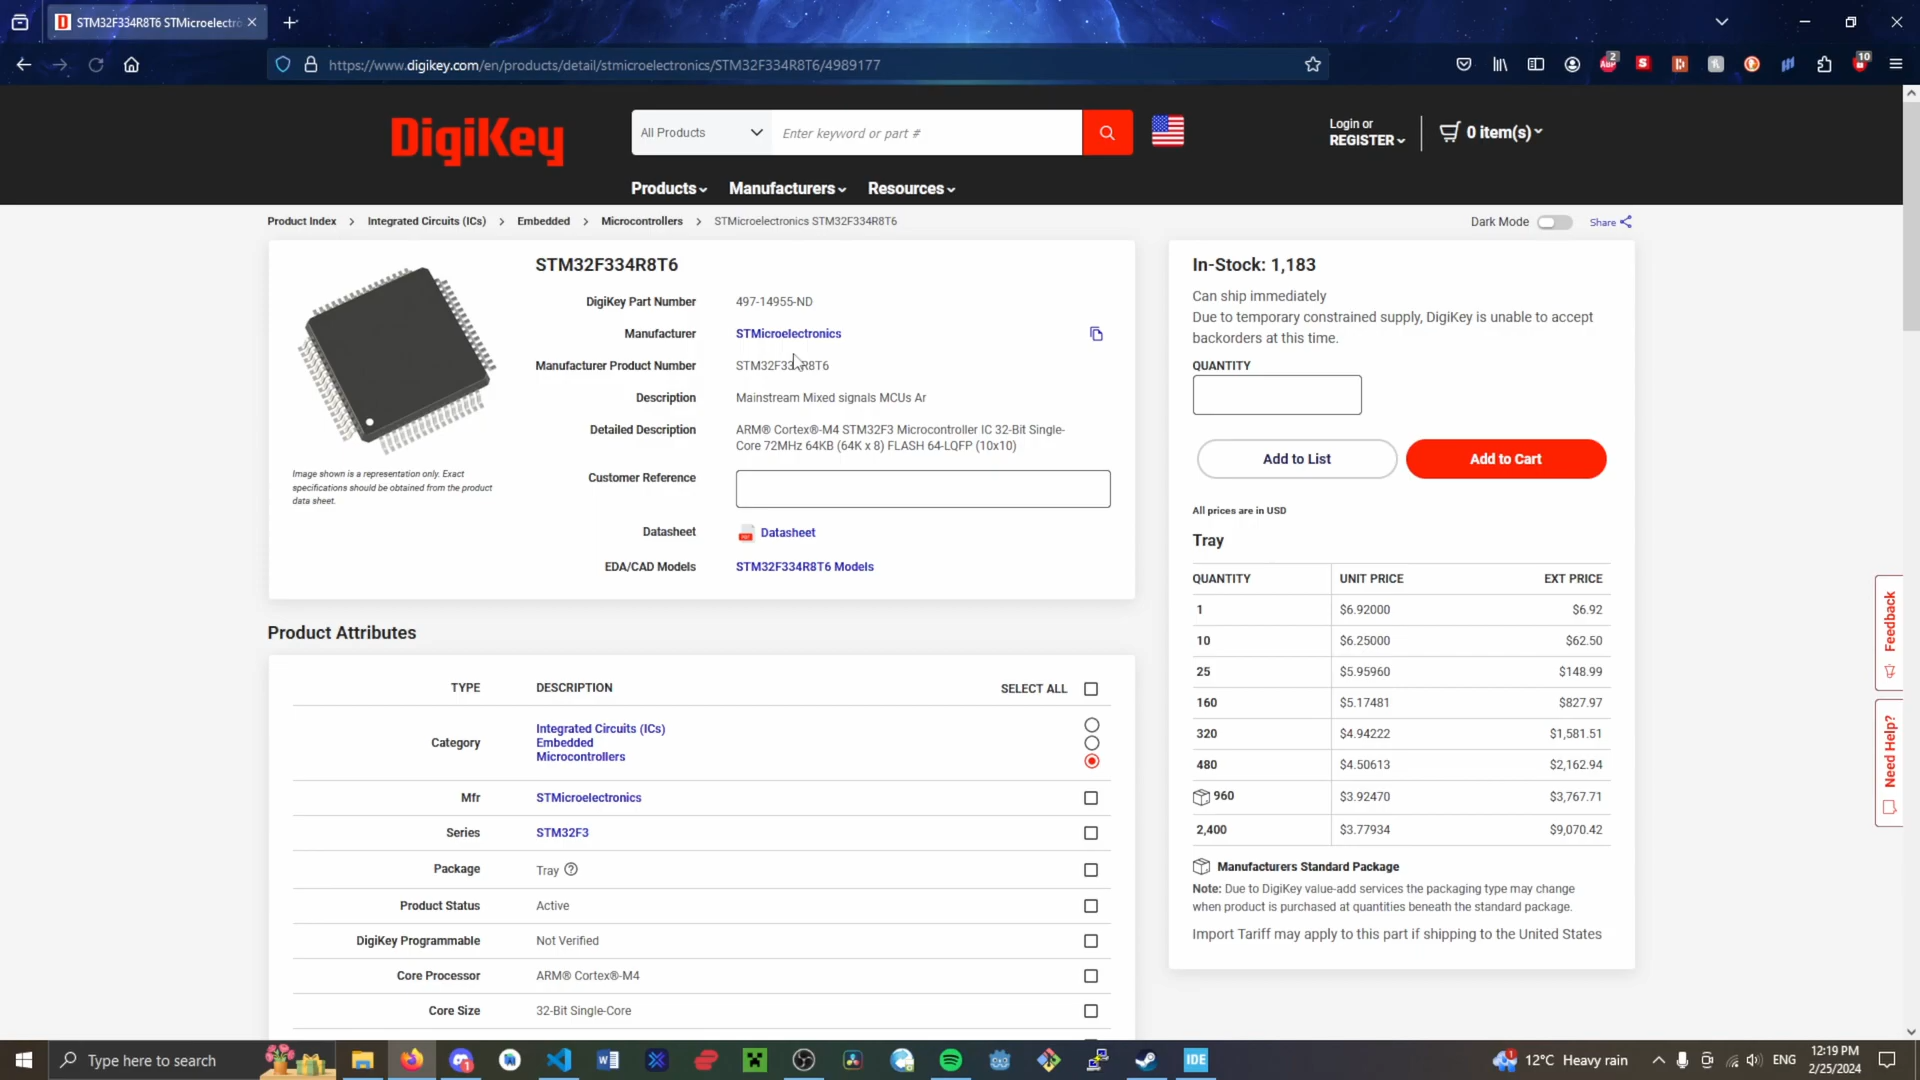 STM32F334R8T6 STMicroelectro
https://www.digikey.com/en/products/detail/stmicroelectronics/STM32F334R8T6/4989177
2
10
DigiKey
All Products
Enter keyword or part #
Login or
REGISTER
0 item(s)
Products
Manufacturers
Resources
Product Index > Integrated Circuits (ICs) > Embedded > Microcontrollers > STMicroelectronics STM32F334R8T6
Dark Mode
Share
STM32F334R8T6
DigiKey Part Number 497-14955-ND
Manufacturer STMicroelectronics
Manufacturer Product Number STM32F334R8T6
Description Mainstream Mixed signals MCUs Ar
Detailed Description ARM® Cortex®-M4 STM32F3 Microcontroller IC 32-Bit Single-
Core 72MHz 64KB (64K x 8) FLASH 64-LQFP (10x10)
Customer Reference
Datasheet Datasheet
EDA/CAD Models STM32F334R8T6 Models
Image shown is a representation only. Exact
specifications should be obtained from the product
data sheet.
In-Stock: 1,183
Can ship immediately
Due to temporary constrained supply, DigiKey is unable to accept
backorders at this time.
QUANTITY
Add to List
Add to Cart
All prices are in USD
Tray
QUANTITY UNIT PRICE EXT PRICE
1 $6.92000 $6.92
10 $6.25000 $62.50
25 $5.95960 $148.99
160 $5.17481 $827.97
320 $4.94222 $1,581.51
480 $4.50613 $2,162.94
960 $3.92470 $3,767.71
2,400 $3.77934 $9,070.42
Manufacturers Standard Package
Note: Due to DigiKey value-add services the packaging type may change
when product is purchased at quantities beneath the standard package.
Import Tariff may apply to this part if shipping to the United States
Feedback
Need Help?
Product Attributes
TYPE DESCRIPTION SELECT ALL
Category Integrated Circuits (ICs)
Embedded
Microcontrollers
Mfr STMicroelectronics
Series STM32F3
Package Tray
Product Status Active
DigiKey Programmable Not Verified
Core Processor ARM® Cortex®-M4
Core Size 32-Bit Single-Core
Type here to search
IDE
12°C Heavy rain
ENG
12:19 PM
2/25/2024